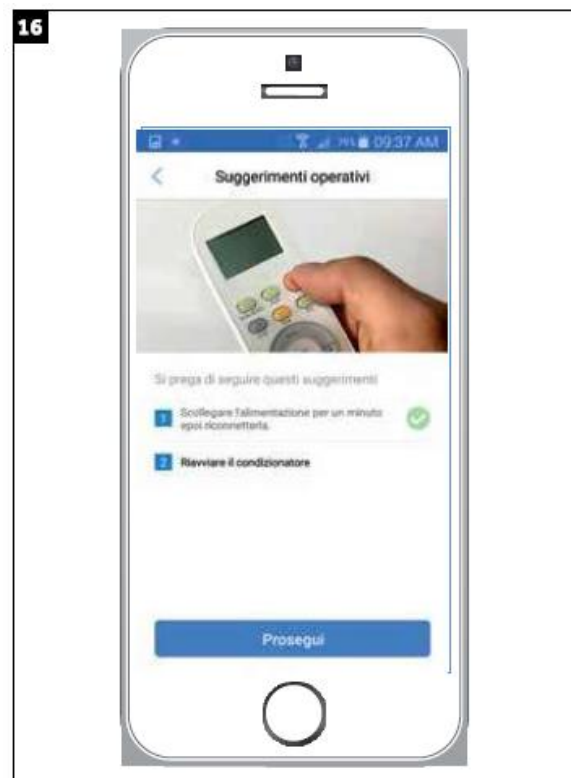 16
09:37 AM
Suggerimenti operativi
Si prega di seguire questi suggerimenti
1 Scollegare l'alimentazione per un minuto
epoi riconnetterla.
2 Riavviare il condizionatore
Prosegui